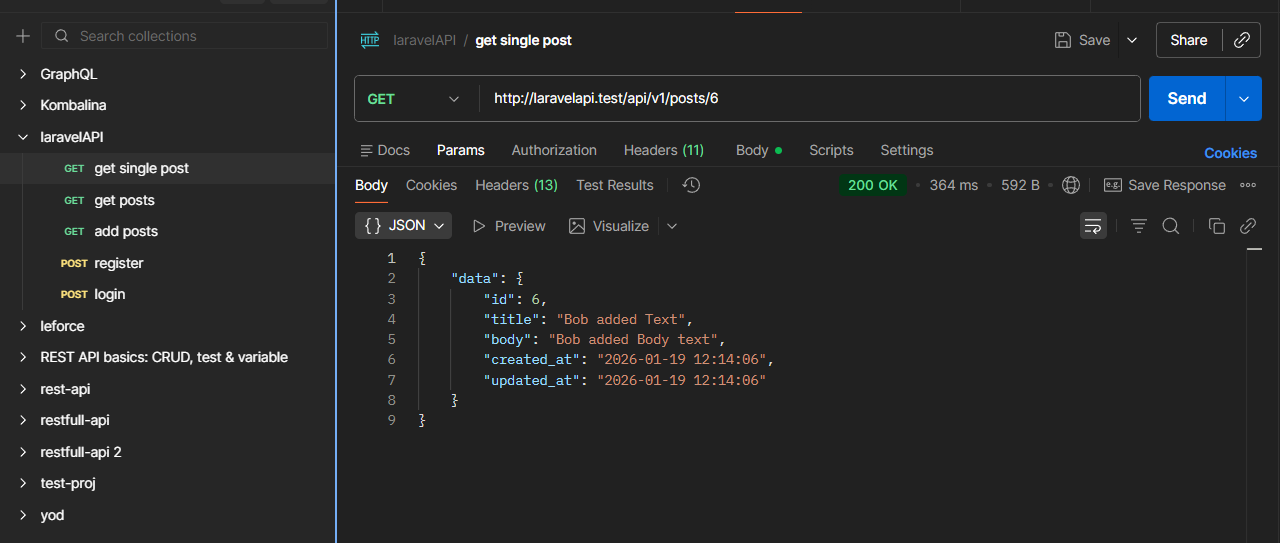 Search collections
GraphQL
Kombalina
laravelAPI
GET get single post
GET get posts
GET add posts
POST register
POST login
leforce
REST API basics: CRUD, test & variable
rest-api
restfull-api
restfull-api 2
test-proj
yod
HTTP laravelAPI / get single post
Save
Share
GET http://laravelapi.test/api/v1/posts/6
Send
Docs Params Authorization Headers (11) Body Scripts Settings
Cookies
Body Cookies Headers (13) Test Results
200 OK • 364 ms • 592 B
e.g. Save Response
{} JSON Preview Visualize
1 {
2 "data": {
3 "id": 6,
4 "title": "Bob added Text",
5 "body": "Bob added Body text",
6 "created_at": "2026-01-19 12:14:06",
7 "updated_at": "2026-01-19 12:14:06"
8 }
9 }